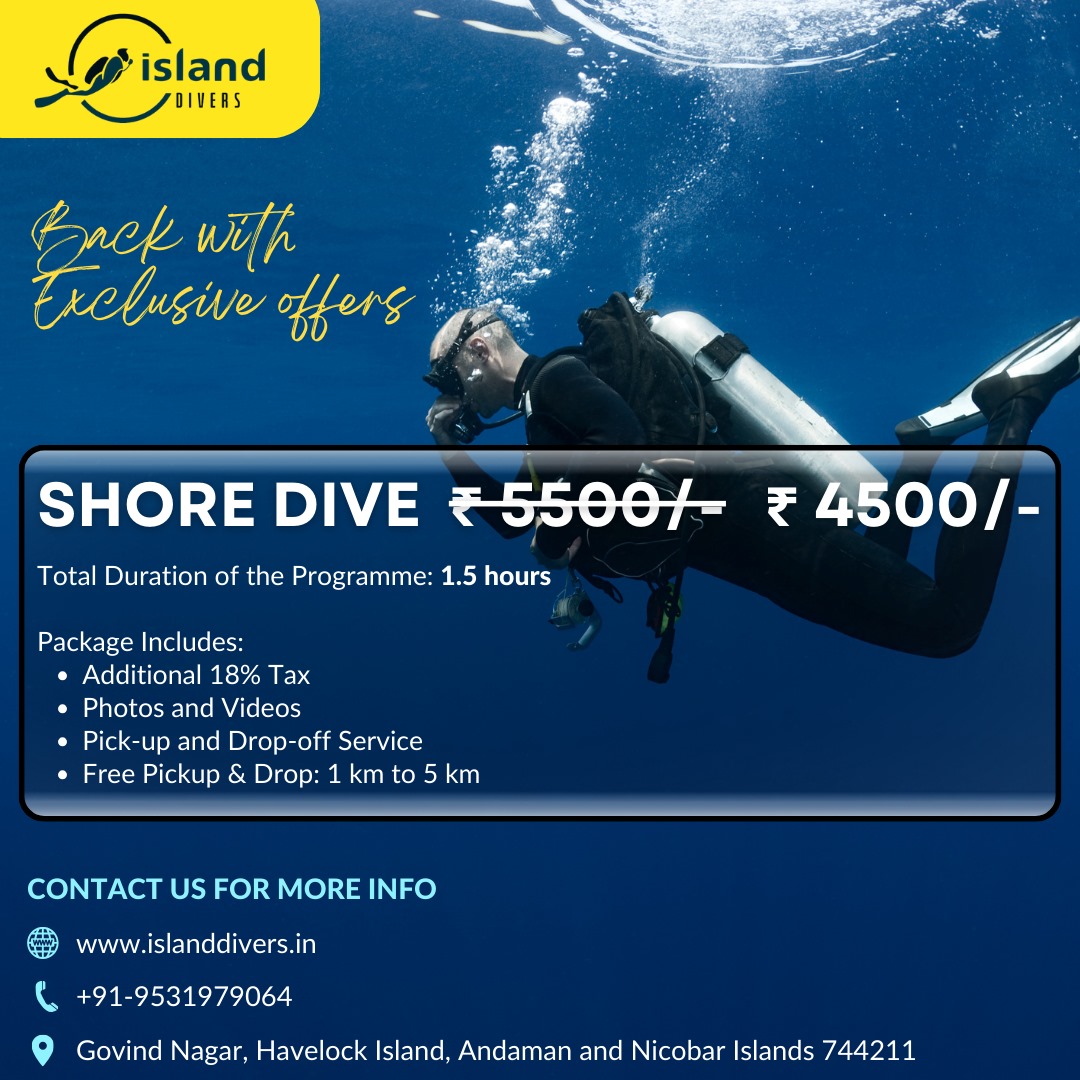 island
DIVERS
Back with
Exclusive offers
SHORE DIVE ₹ 5500/- ₹ 4500/-
Total Duration of the Programme: 1.5 hours
Package Includes:
• Additional 18% Tax
• Photos and Videos
• Pick-up and Drop-off Service
• Free Pickup & Drop: 1 km to 5 km
CONTACT US FOR MORE INFO
www.islanddivers.in
+91-9531979064
Govind Nagar, Havelock Island, Andaman and Nicobar Islands 744211